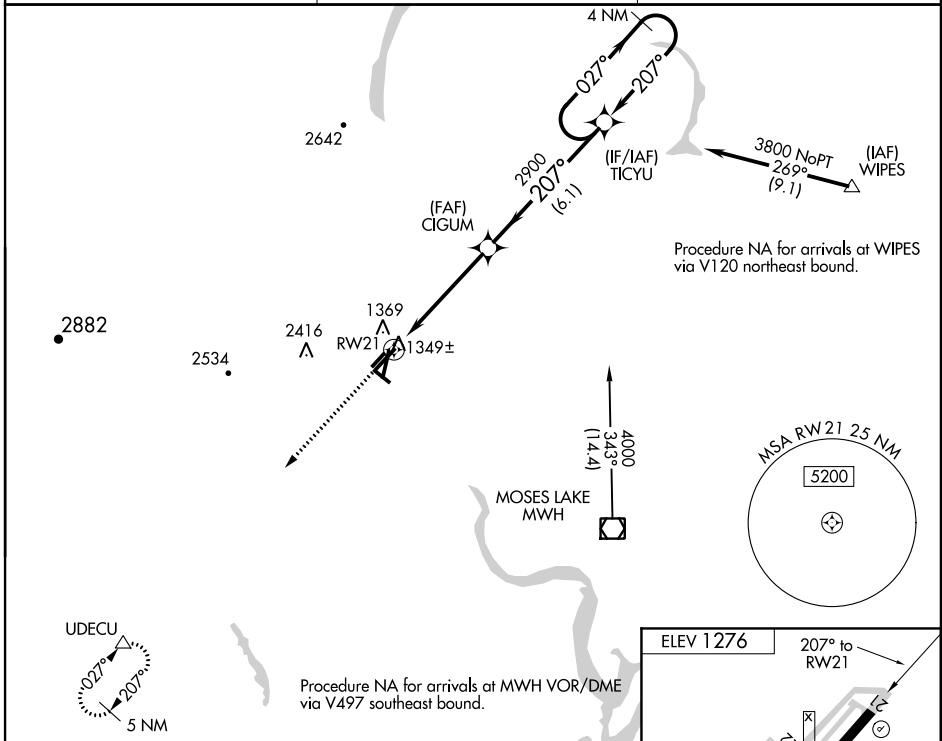 4 NM
027°
207°
2642
(IF/IAF)
TICYU
3800 NoPT
269°
(9.1)
(IAF)
WIPES
2900
207°
(6.1)
(FAF)
CIGUM
Procedure NA for arrivals at WIPES
via V120 northeast bound.
2882
2534
2416
1369
RW21
1349±
4000
343°
(14.4)
MOSES LAKE
MWH
MSA RW21 25 NM
5200
UDECU
027°
207°
5 NM
Procedure NA for arrivals at MWH VOR/DME
via V497 southeast bound.
ELEV 1276
207° to
RW21
21
X
P